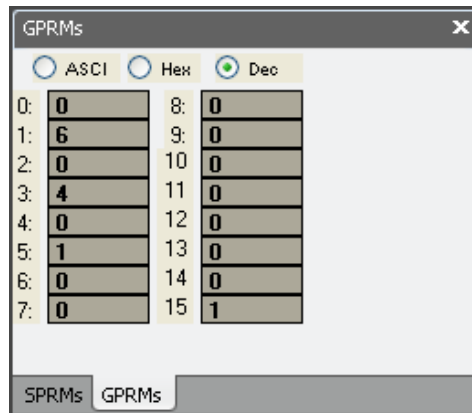 GPRMs
ASCI Hex Dec
0: 0 8: 0
1: 6 9: 0
2: 0 10 0
3: 4 11 0
4: 0 12 0
5: 1 13 0
6: 0 14 0
7: 0 15 1
SPRMs GPRMs